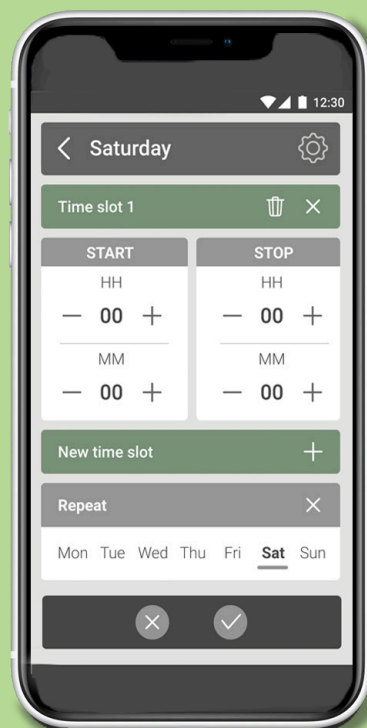 12:30
Saturday
Time slot 1
START STOP
HH HH
00 00
MM MM
00 00
New time slot
Repeat
Mon Tue Wed Thu Fri Sat Sun